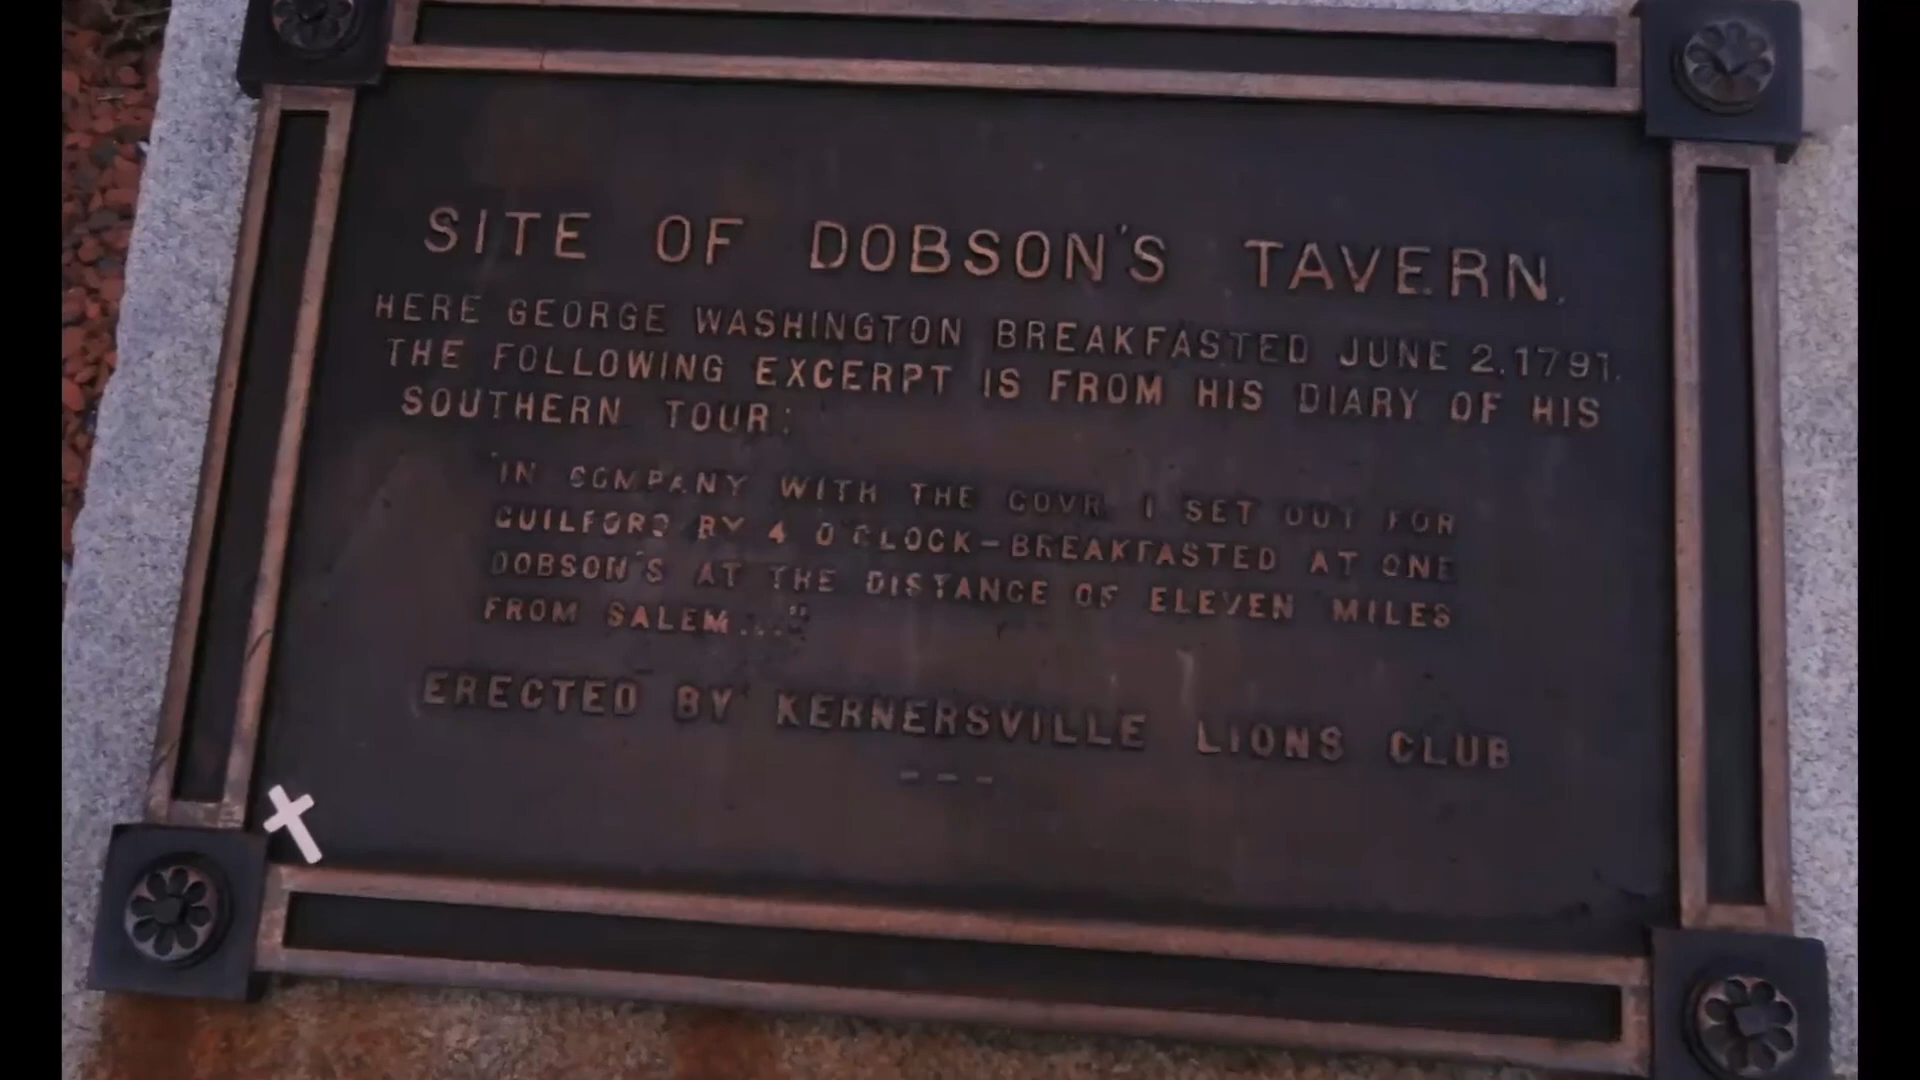 SITE OF DOBSON'S TAVERN.
HERE GEORGE WASHINGTON BREAKFASTED JUNE 2.1791.
THE FOLLOWING EXCERPT IS FROM HIS DIARY OF HIS
SOUTHERN TOUR:
"IN COMPANY WITH THE GOVR. I SET OUT FOR
GUILFORD BY 4 O'CLOCK–BREAKFASTED AT ONE
DOBSON'S AT THE DISTANCE OF ELEVEN MILES
FROM SALEM..."
ERECTED BY KERNERSVILLE LIONS CLUB